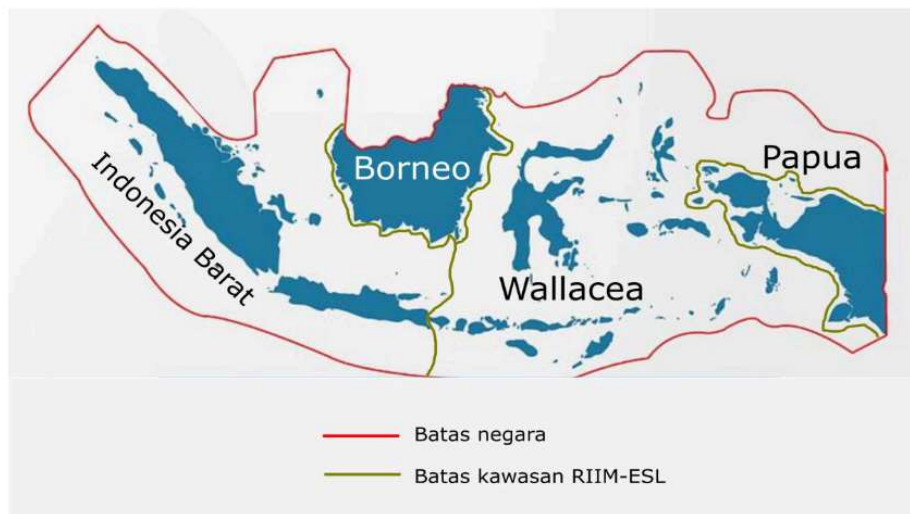 Borneo
Papua
Indonesia Barat
Wallacea
Batas negara
Batas kawasan RIIM-ESL